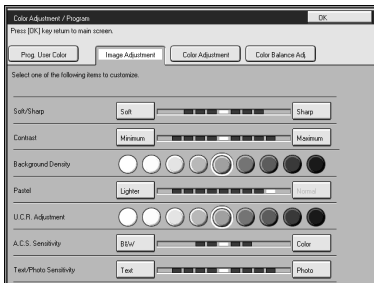 Color Adjustment / Program OK
Press [OK] key return to main screen.
Prog. User Color Image Adjustment Color Adjustment Color Balance Adj
Select one of the following items to customize.
Soft/Sharp Soft Sharp
Contrast Minimum Maximum
Background Density
Pastel Lighter Normal
U.C.R. Adjustment
A.C.S. Sensitivity B&W Color
Text/Photo Sensitivity Text Photo